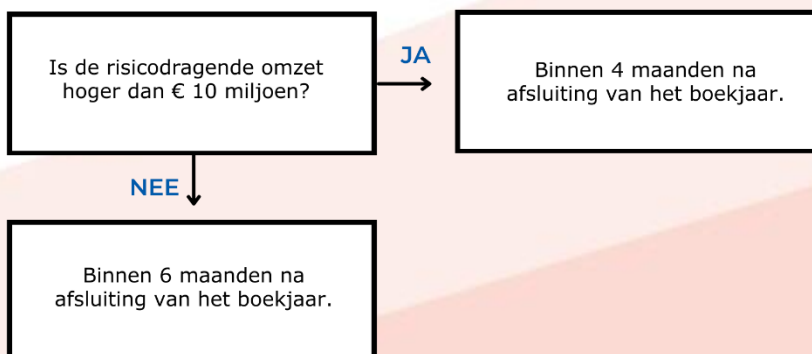 Is de risicodragende omzet
hoger dan € 10 miljoen?
JA
Binnen 4 maanden na
afsluiting van het boekjaar.
NEE
Binnen 6 maanden na
afsluiting van het boekjaar.